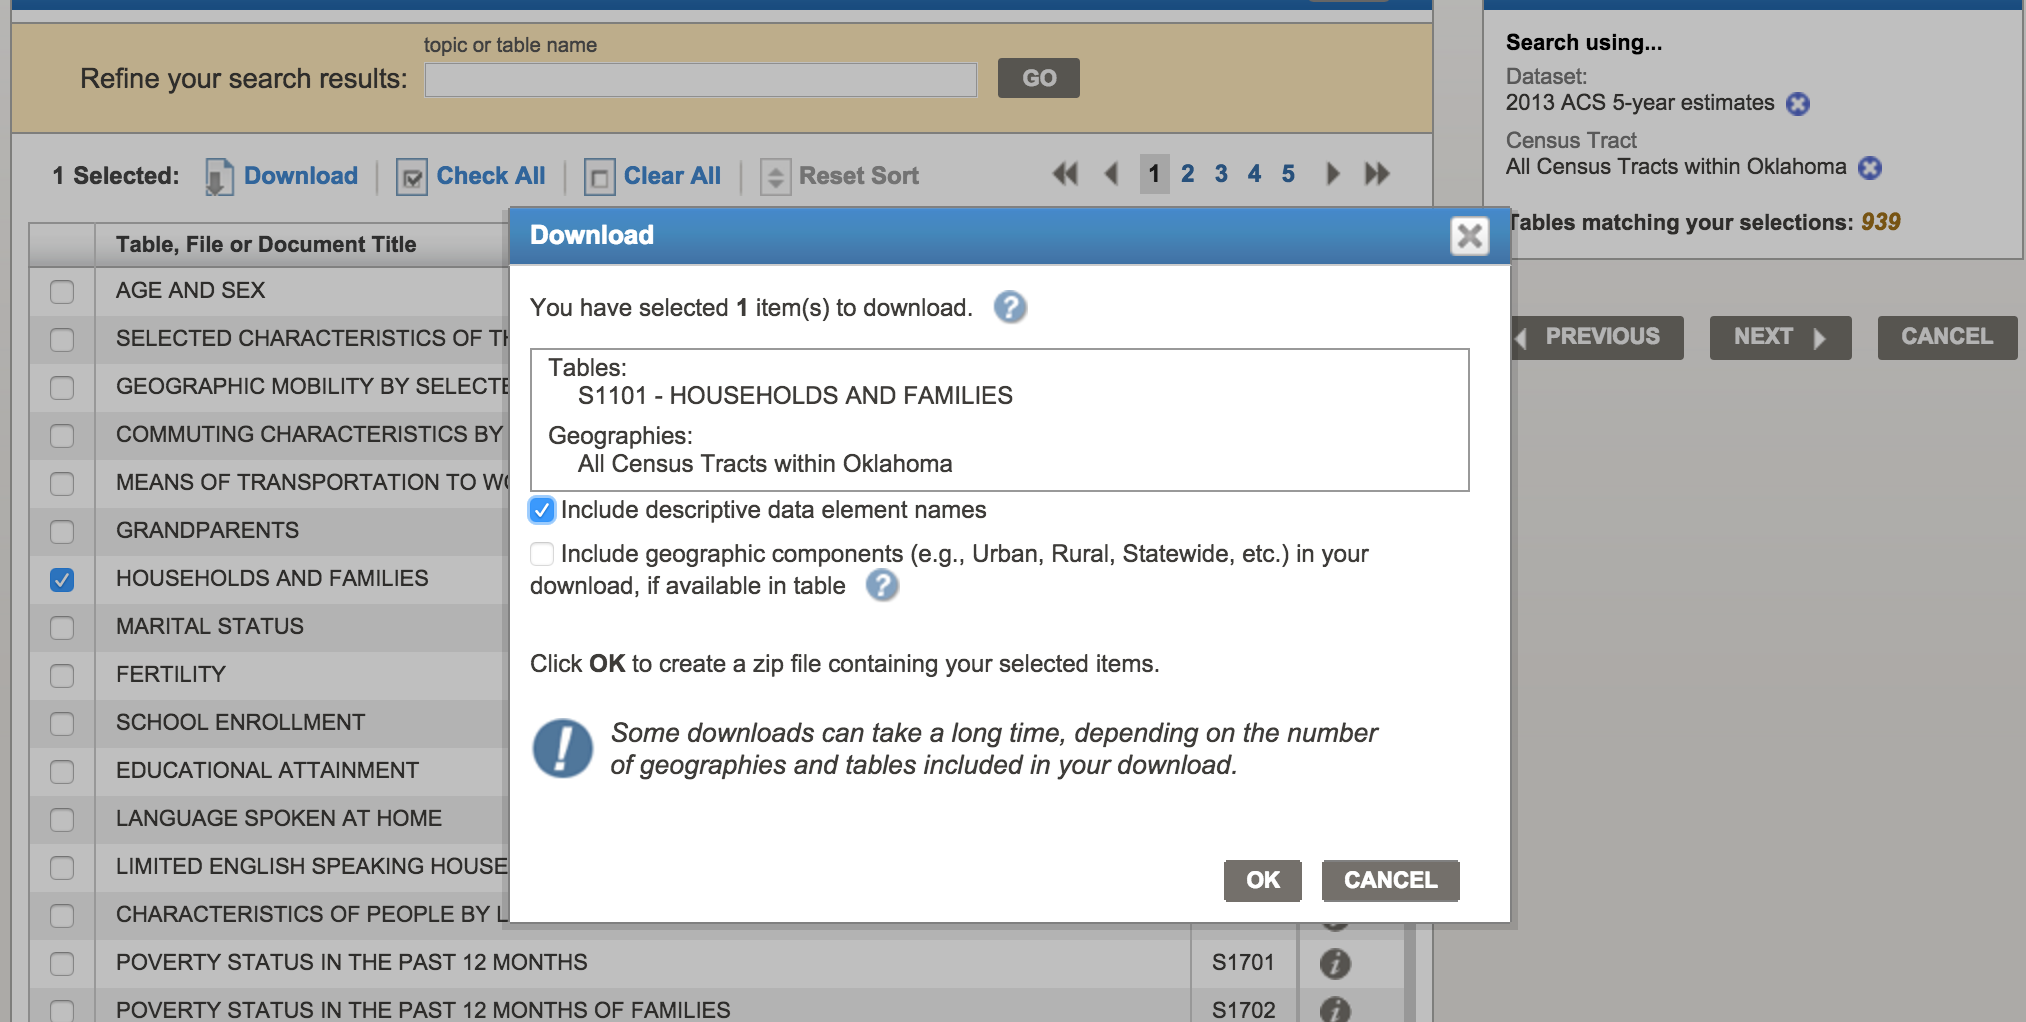 topic or table name
Refine your search results:
GO
1 Selected:
Download
Check All
Clear All
Reset Sort
1 2 3 4 5
Table, File or Document Title
AGE AND SEX
SELECTED CHARACTERISTICS OF
GEOGRAPHIC MOBILITY BY
COMMUTING CHARACTERISTICS BY
MEANS OF TRANSPORTATION TO
GRANDPARENTS
HOUSEHOLDS AND FAMILIES
MARITAL STATUS
FERTILITY
SCHOOL ENROLLMENT
EDUCATIONAL ATTAINMENT
LANGUAGE SPOKEN AT HOME
LIMITED ENGLISH SPEAKING HOUSE
CHARACTERISTICS OF PEOPLE BY L
POVERTY STATUS IN THE PAST 12 MONTHS S1701
POVERTY STATUS IN THE PAST 12 MONTHS OF FAMILIES S1702
Download
You have selected 1 item(s) to download. ?
Tables:
S1101 - HOUSEHOLDS AND FAMILIES
Geographies:
All Census Tracts within Oklahoma
Include descriptive data element names
Include geographic components (e.g., Urban, Rural, Statewide, etc.) in your
download, if available in table ?
Click OK to create a zip file containing your selected items.
Some downloads can take a long time, depending on the number
of geographies and tables included in your download.
OK
CANCEL
Search using...
Dataset:
2013 ACS 5-year estimates
Census Tract
All Census Tracts within Oklahoma
Tables matching your selections: 939
PREVIOUS
NEXT
CANCEL